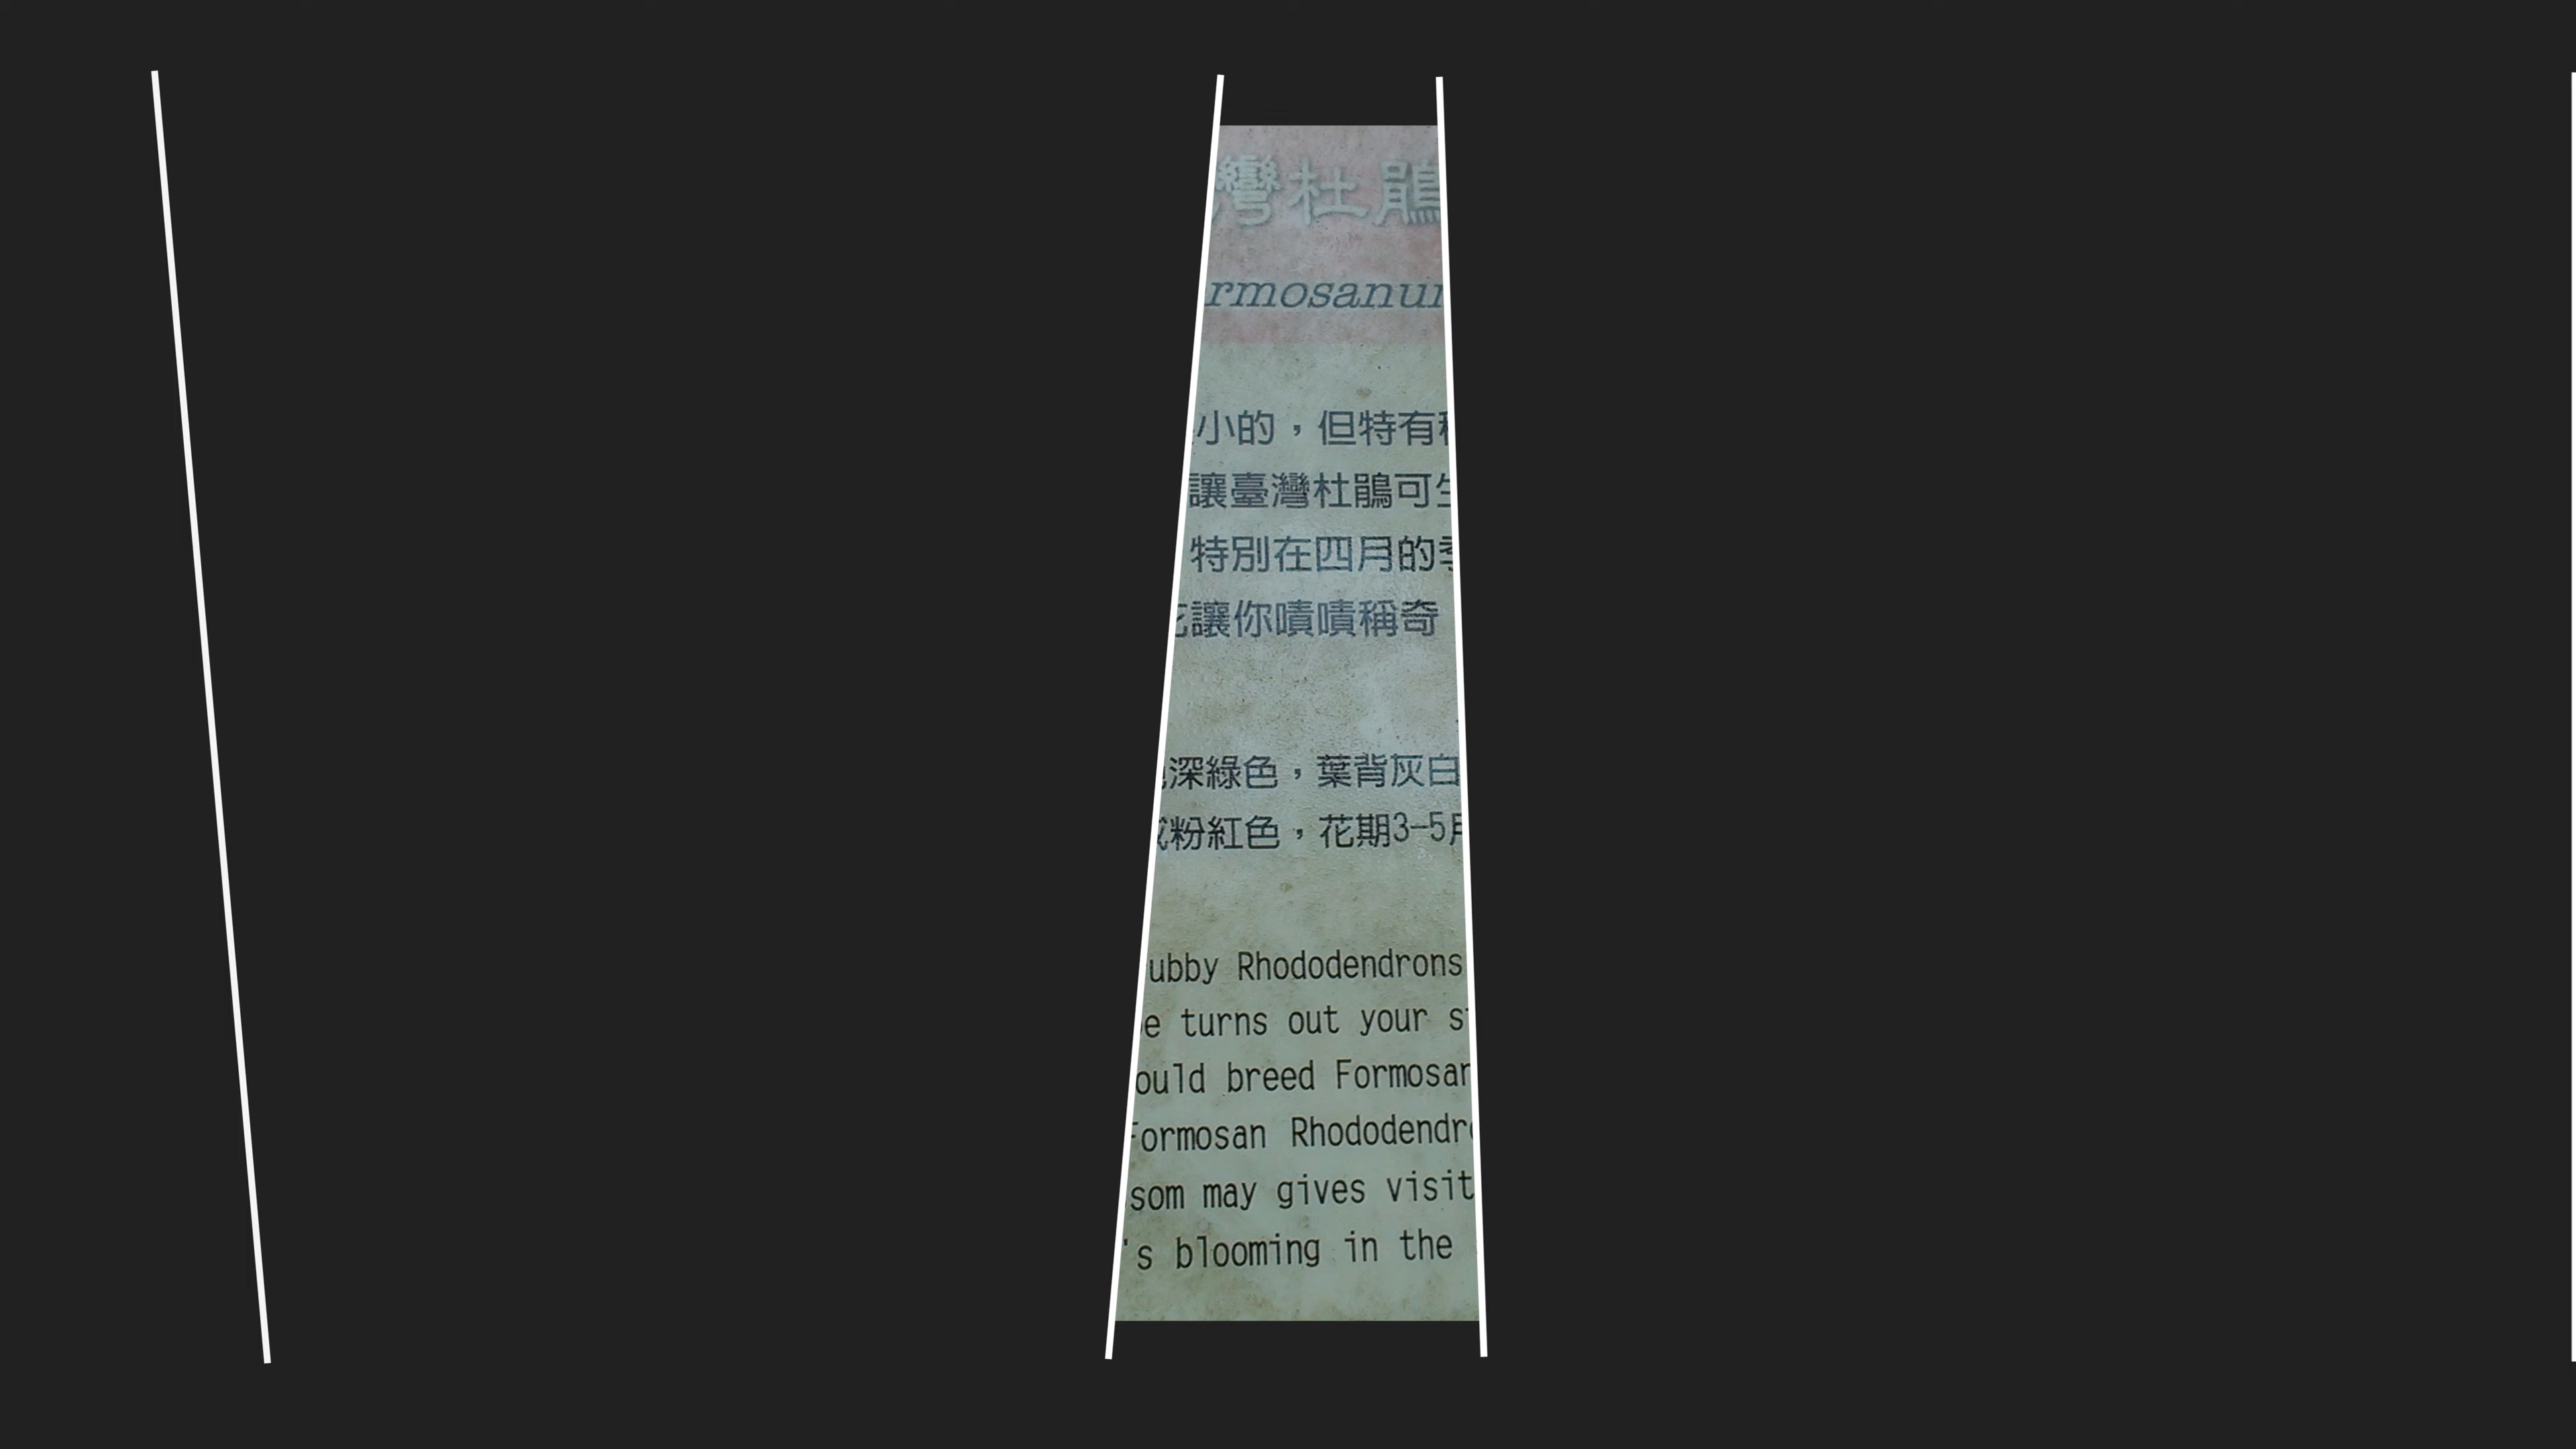 灣杜鵑
rmosanu
小的，但特有
讓臺灣杜鵑可
特別在四月的
讓你嘖嘖稱奇
深綠色，葉背灰白
粉紅色，花期3-5
ubby Rhododendrons
e turns out your s
ould breed Formosan
Formosan Rhododendr
som may gives visit
's blooming in the